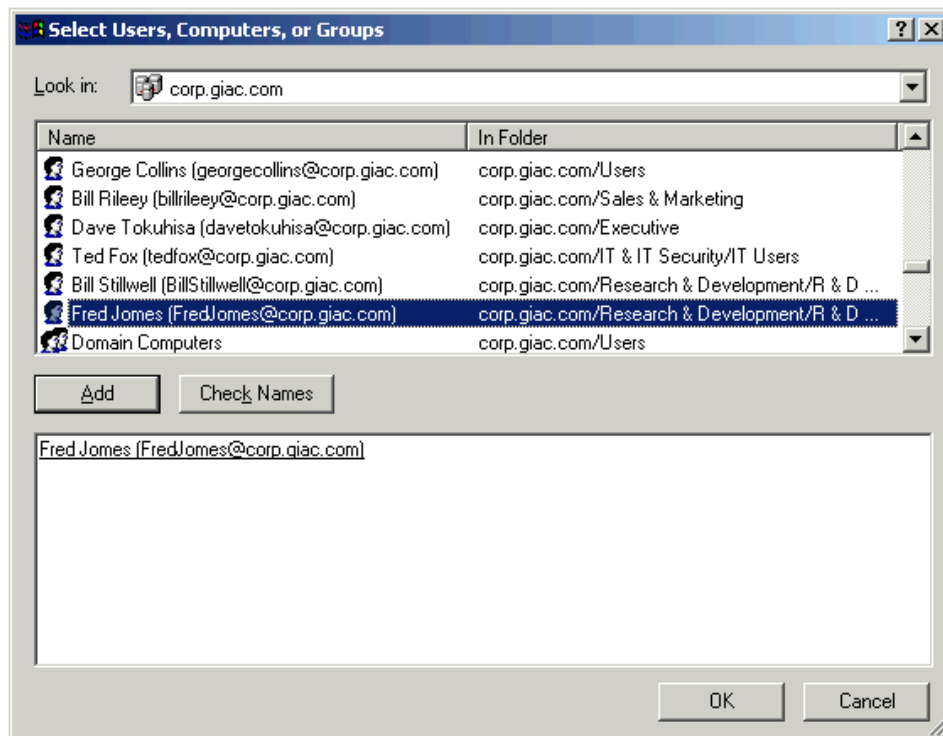 Select Users, Computers, or Groups
Look in: corp.giac.com
Name In Folder
George Collins (georgecollins@corp.giac.com) corp.giac.com/Users
Bill Rileey (billrileey@corp.giac.com) corp.giac.com/Sales & Marketing
Dave Tokuhisa (davetokuhisa@corp.giac.com) corp.giac.com/Executive
Ted Fox (tedfox@corp.giac.com) corp.giac.com/IT & IT Security/IT Users
Bill Stillwell (BillStillwell@corp.giac.com) corp.giac.com/Research & Development/R & D ...
Fred Jomes (FredJomes@corp.giac.com) corp.giac.com/Research & Development/R & D ...
Domain Computers corp.giac.com/Users
Add Check Names
Fred Jomes (FredJomes@corp.giac.com)
OK Cancel